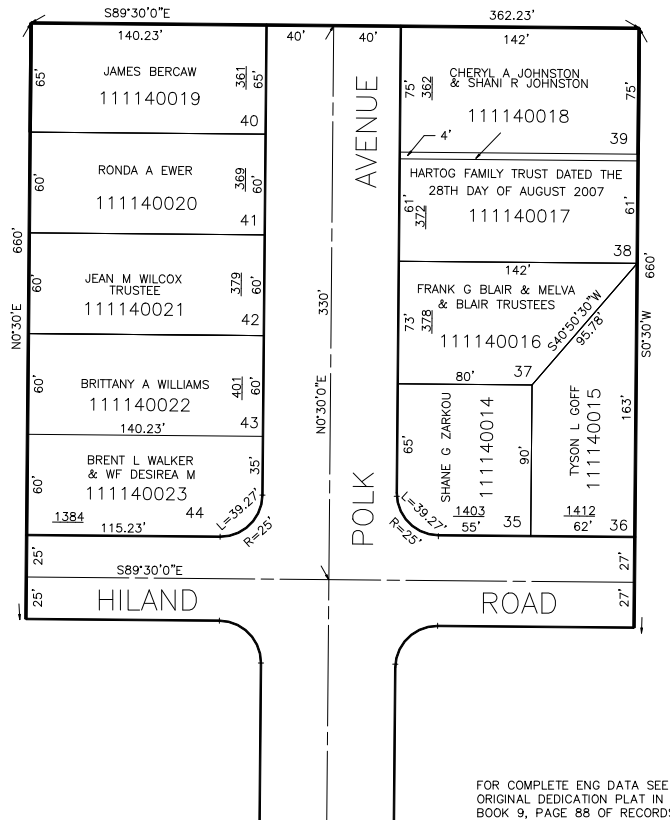 S89°30'0"E
362.23'
140.23'
40'
40'
142'
65'
JAMES BERCAW
361
65'
111140019
40
75'
362
CHERYL A JOHNSTON
& SHANI R JOHNSTON
75'
111140018
39
4'
60'
RONDA A EWER
369
60'
111140020
41
HARTOG FAMILY TRUST DATED THE
28TH DAY OF AUGUST 2007
61'
372
111140017
61'
38
660'
N0°30'E
60'
JEAN M WILCOX
TRUSTEE
379
60'
111140021
42
330'
N0°30'0"E
AVENUE
POLK
142'
FRANK G BLAIR & MELVA
& BLAIR TRUSTEES
73'
378
111140016
37
80'
S40°50'30"W
95.78'
660'
S0°30'W
60'
BRITTANY A WILLIAMS
401
60'
111140022
43
140.23'
65'
SHANE G ZARKOU
111140014
90'
1403
55'
35
TYSON L GOFF
111140015
163'
1412
62'
36
60'
BRENT L WALKER
& WF DESIREA M
35'
111140023
44
1384
115.23'
L=39.27'
R=25'
L=39.27'
R=25'
25'
S89°30'0"E
25'
27'
27'
HILAND
ROAD
FOR COMPLETE ENG DATA SEE
ORIGINAL DEDICATION PLAT IN
BOOK 9, PAGE 88 OF RECORDS